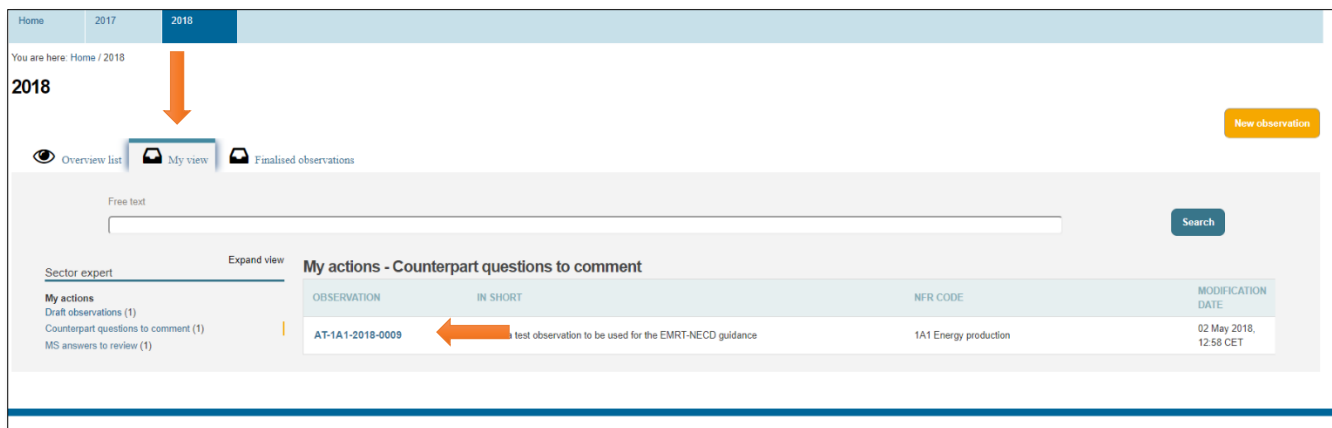 Home 2017 2018
You are here: Home / 2018
2018
New observation
Overview list My view Finalised observations
Free text
Search
Expand view
Sector expert
My actions
Draft observations (1)
Counterpart questions to comment (1)
MS answers to review (1)
My actions - Counterpart questions to comment
OBSERVATION IN SHORT NFR CODE MODIFICATION
DATE
AT-1A1-2018-0009 test observation to be used for the EMRT-NECD guidance 1A1 Energy production 02 May 2018,
12:58 CET